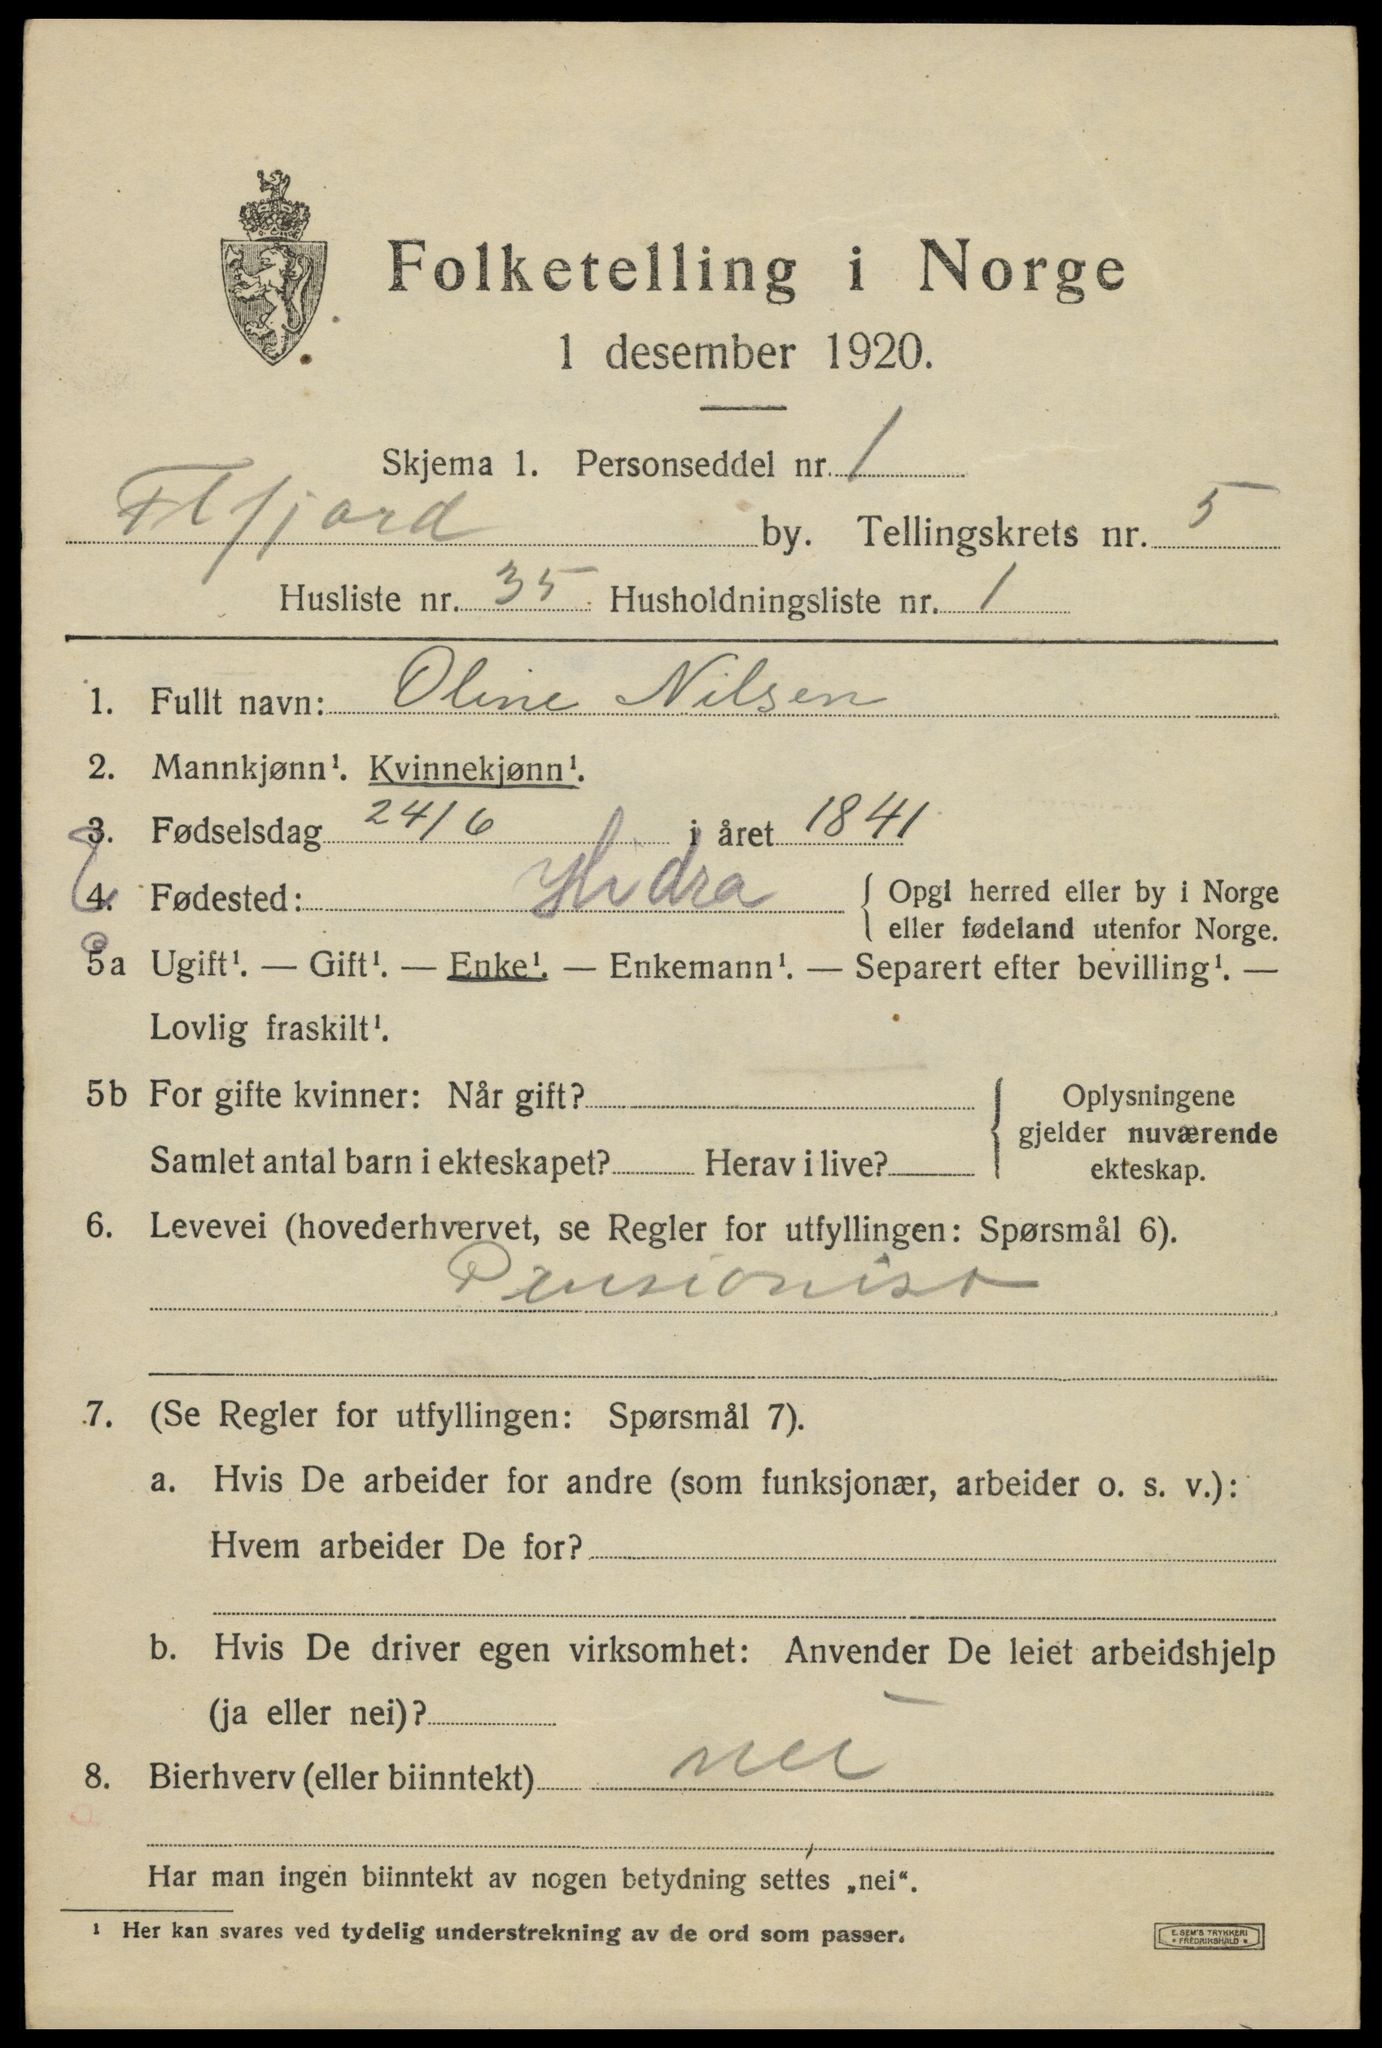 Folketelling i Norge
1 desember 1920.
Skjema 1. Personseddel nr. 1
Flfjord by. Tellingskrets nr. 5
Husliste nr. 35 Husholdningsliste nr. 1
1. Fullt navn: Oline Nilsen
2. Mannkjønn¹. Kvinnekjønn¹.
3. Fødselsdag 24/6 i året 1841
4. Fødested: Hidra { Opgi herred eller by i Norge
eller fødeland utenfor Norge.
5a Ugift¹. — Gift¹. — Enke¹. — Enkemann¹. — Separert efter bevilling¹. —
Lovlig fraskilt¹.
5b For gifte kvinner: Når gift? { Oplysningene
gjelder nuværende
Samlet antal barn i ekteskapet? Herav i live? ekteskap.
6. Levevei (hovederhvervet, se Regler for utfyllingen: Spørsmål 6).
Pensionist
7. (Se Regler for utfyllingen: Spørsmål 7).
a. Hvis De arbeider for andre (som funksjonær, arbeider o. s. v.):
Hvem arbeider De for?
b. Hvis De driver egen virksomhet: Anvender De leiet arbeidshjelp
(ja eller nei)?
8. Bierhverv (eller biinntekt) nei
Har man ingen biinntekt av nogen betydning settes „nei“.
¹ Her kan svares ved tydelig understrekning av de ord som passer.
E. SEM'S TRYKKERI
FREDRIKSHALD